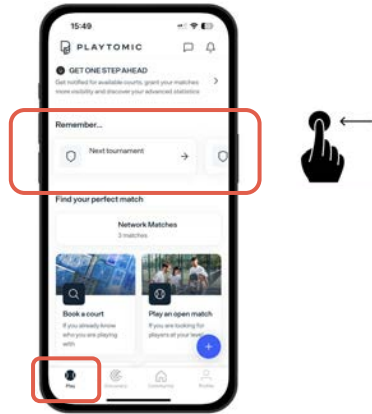 15:49
PLAYTOMIC
GET ONE STEP AHEAD
Get notified for available courts, grant your matches
more visibility and discover your advanced statistics
Remember...
Next tournament
Find your perfect match
Network Matches
3 matches
Book a court
If you already know
who you are playing
with
Play an open match
If you are looking for
players at your level
Play
Community
Profile